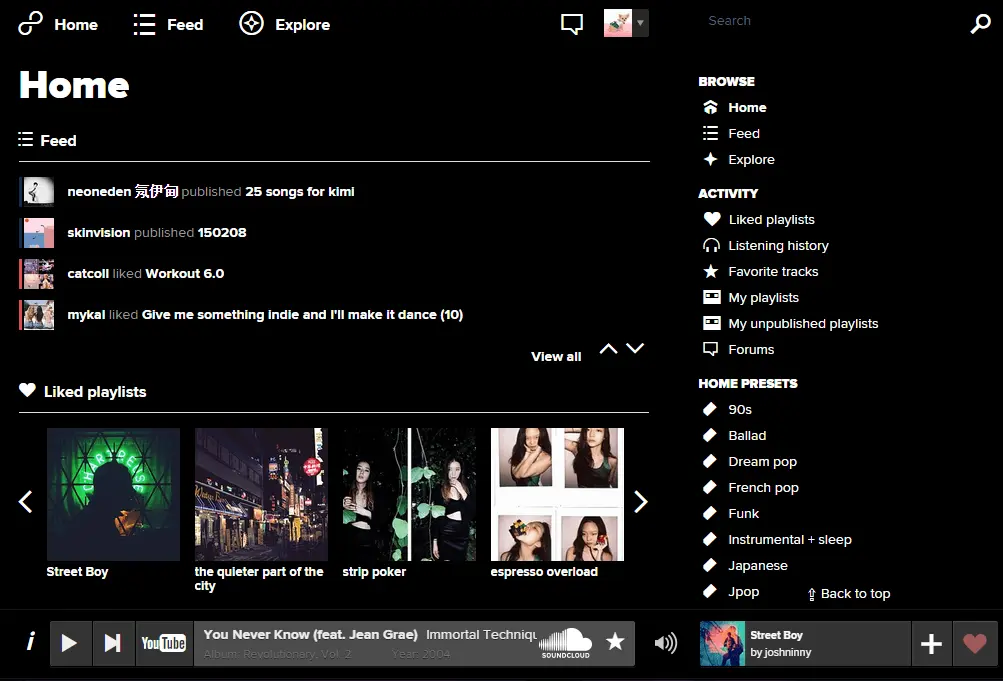 Home
Feed
Explore
Search
Home
Feed
neoneden 氛伊甸 published 25 songs for kimi
skinvision published 150208
catcoll liked Workout 6.0
mykal liked Give me something indie and I'll make it dance (10)
View all
Liked playlists
CHARTREUSE
Street Boy
the quieter part of the
city
strip poker
espresso overload
BROWSE
Home
Feed
Explore
ACTIVITY
Liked playlists
Listening history
Favorite tracks
My playlists
My unpublished playlists
Forums
HOME PRESETS
90s
Ballad
Dream pop
French pop
Funk
Instrumental + sleep
Japanese
Jpop
Back to top
i
YouTube
You Never Know (feat. Jean Grae) Immortal Techniqu
Album: Revolutionary, Vol. 2 Year: 2004
SOUNDCLOUD
Street Boy
by joshninny